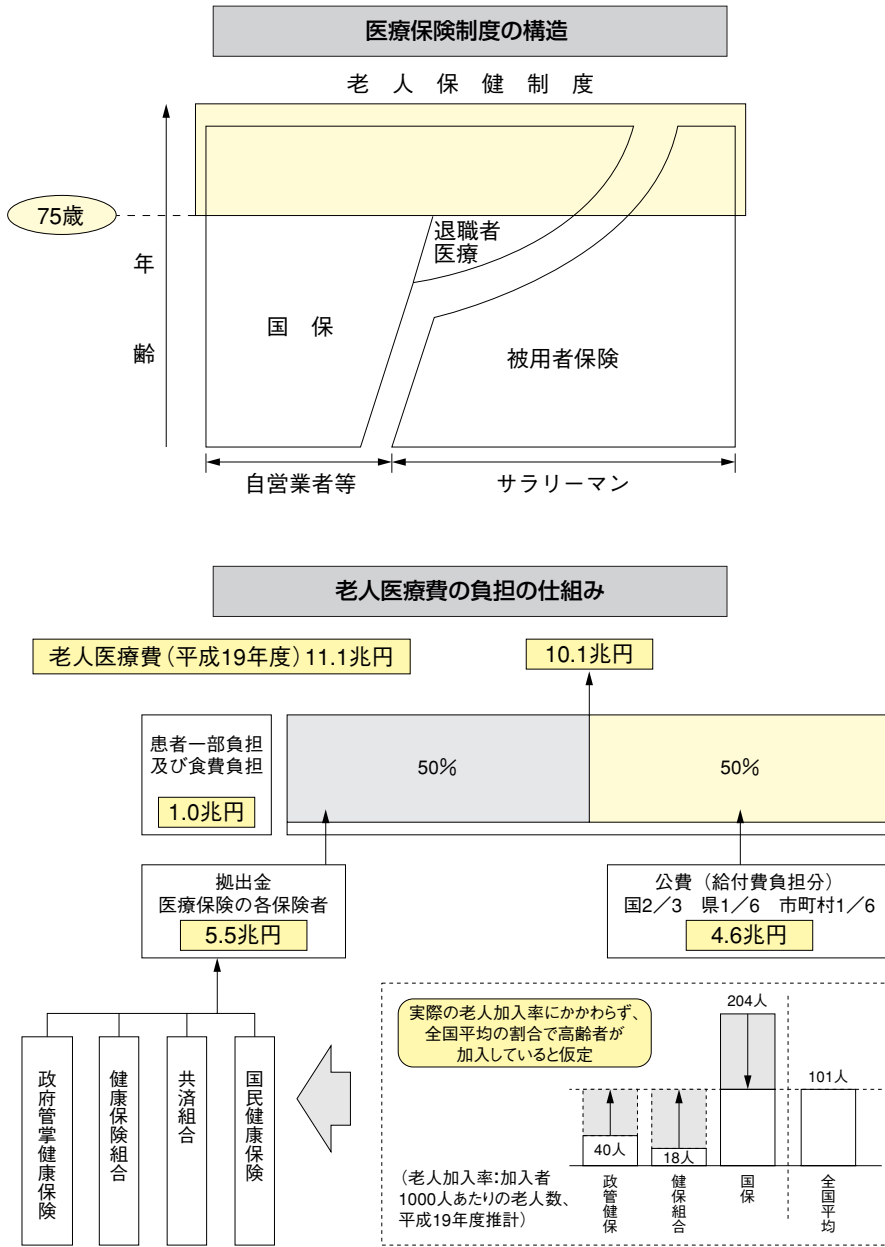 医療保険制度の構造
老人保健制度
75歳
年齢
退職者
医療
国保
被用者保険
自営業者等
サラリーマン
老人医療費の負担の仕組み
老人医療費(平成19年度)11.1兆円
10.1兆円
患者一部負担
及び食費負担
1.0兆円
50%
50%
拠出金
医療保険の各保険者
5.5兆円
公費(給付費負担分)
国2/3 県1/6 市町村1/6
4.6兆円
政府管掌健康保険
健康保険組合
共済組合
国民健康保険
実際の老人加入率にかかわらず、
全国平均の割合で高齢者が
加入していると仮定
204人
101人
40人
18人
政管健保
健保組合
国保
全国平均
(老人加入率:加入者
1000人あたりの老人数、
平成19年度推計)